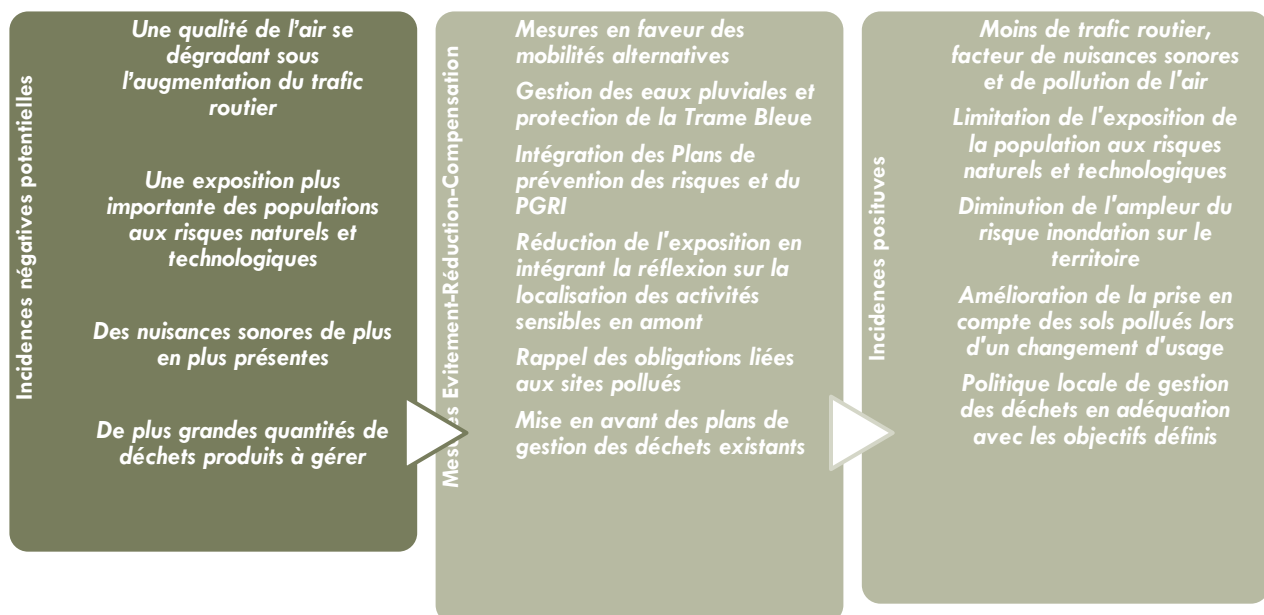 Incidences négatives potentielles
Une qualité de l'air se
dégradant sous
l'augmentation du trafic
routier
Une exposition plus
importante des populations
aux risques naturels et
technologiques
Des nuisances sonores de plus
en plus présentes
De plus grandes quantités de
déchets produits à gérer
Mesures Evitement-Réduction-Compensation
Mesures en faveur des
mobilités alternatives
Gestion des eaux pluviales et
protection de la Trame Bleue
Intégration des Plans de
prévention des risques et du
PGRI
Réduction de l'exposition en
intégrant la réflexion sur la
localisation des activités
sensibles en amont
Rappel des obligations liées
aux sites pollués
Mise en avant des plans de
gestion des déchets existants
Incidences posituves
Moins de trafic routier,
facteur de nuisances sonores
et de pollution de l'air
Limitation de l'exposition de
la population aux risques
naturels et technologiques
Diminution de l'ampleur du
risque inondation sur le
territoire
Amélioration de la prise en
compte des sols pollués lors
d'un changement d'usage
Politique locale de gestion
des déchets en adéquation
avec les objectifs définis